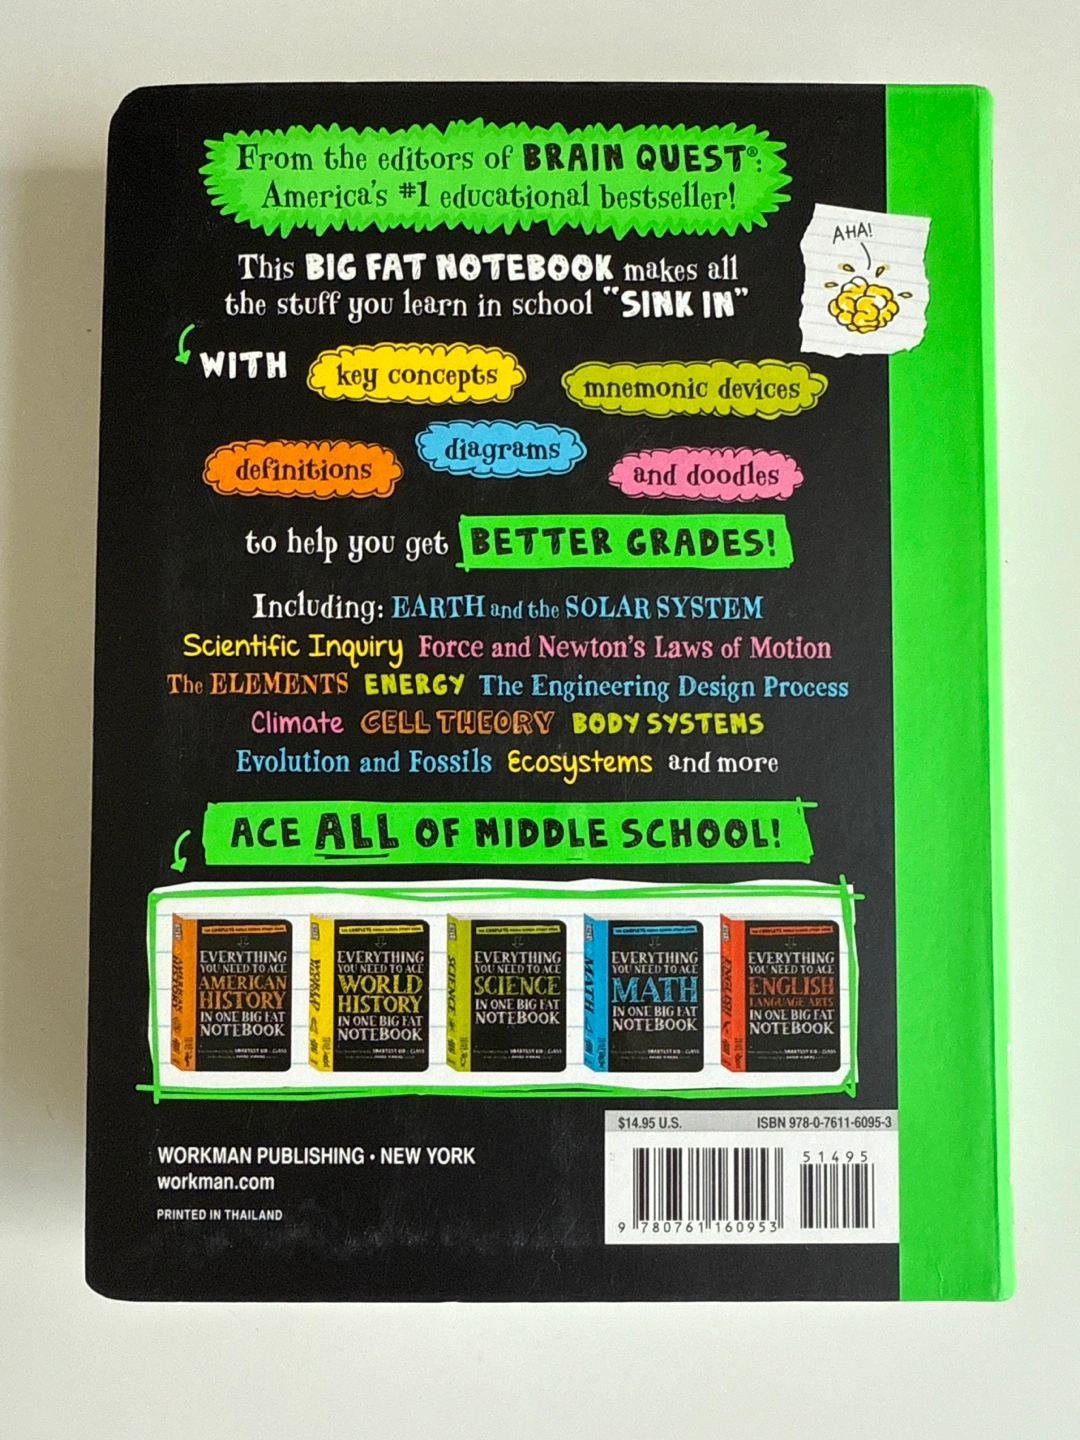 From the editors of BRAIN QUEST®:
America's #1 educational bestseller!
AHA!
This BIG FAT NOTEBOOK makes all
the stuff you learn in school "SINK IN"
WITH key concepts mnemonic devices
definitions diagrams and doodles
to help you get BETTER GRADES!
Including: EARTH and the SOLAR SYSTEM
Scientific Inquiry Force and Newton's Laws of Motion
The ELEMENTS ENERGY The Engineering Design Process
Climate CELL THEORY BODY SYSTEMS
Evolution and Fossils Ecosystems and more
ACE ALL OF MIDDLE SCHOOL!
AMERICAN HISTORY
EVERYTHING
YOU NEED TO ACE
AMERICAN
HISTORY
IN ONE BIG FAT
NOTEBOOK
WORLD HISTORY
EVERYTHING
YOU NEED TO ACE
WORLD
HISTORY
IN ONE BIG FAT
NOTEBOOK
SCIENCE
EVERYTHING
YOU NEED TO ACE
SCIENCE
IN ONE BIG FAT
NOTEBOOK
MATH
EVERYTHING
YOU NEED TO ACE
MATH
IN ONE BIG FAT
NOTEBOOK
ENGLISH
EVERYTHING
YOU NEED TO ACE
ENGLISH
LANGUAGE ARTS
IN ONE BIG FAT
NOTEBOOK
WORKMAN PUBLISHING • NEW YORK
workman.com
PRINTED IN THAILAND
$14.95 U.S. ISBN 978-0-7611-6095-3
51495
9 780761 160953